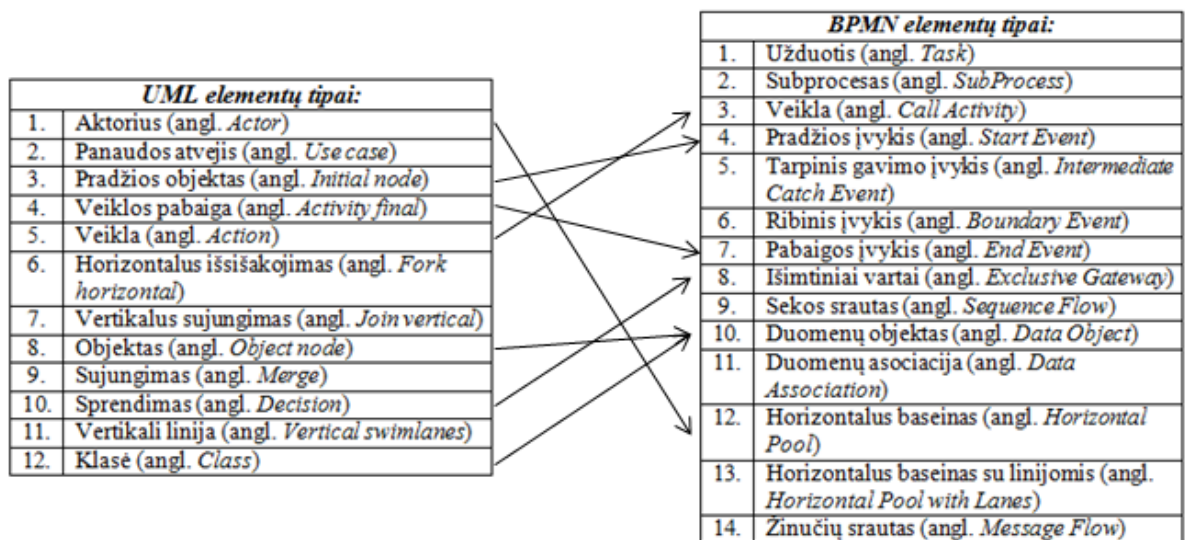 UML elementų tipai:
1. Aktorius (angl. Actor)
2. Panaudos atvejis (angl. Use case)
3. Pradžios objektas (angl. Initial node)
4. Veiklos pabaiga (angl. Activity final)
5. Veikla (angl. Action)
6. Horizontalus išsišakojimas (angl. Fork
horizontal)
7. Vertikalus sujungimas (angl. Join vertical)
8. Objektas (angl. Object node)
9. Sujungimas (angl. Merge)
10. Sprendimas (angl. Decision)
11. Vertikali linija (angl. Vertical swimlanes)
12. Klasė (angl. Class)
BPMN elementų tipai:
1. Užduotis (angl. Task)
2. Subprocesas (angl. SubProcess)
3. Veikla (angl. Call Activity)
4. Pradžios įvykis (angl. Start Event)
5. Tarpinis gavimo įvykis (angl. Intermediate
Catch Event)
6. Ribinis įvykis (angl. Boundary Event)
7. Pabaigos įvykis (angl. End Event)
8. Išimtiniai vartai (angl. Exclusive Gateway)
9. Sekos srautas (angl. Sequence Flow)
10. Duomenų objektas (angl. Data Object)
11. Duomenų asociacija (angl. Data
Association)
12. Horizontalus baseinas (angl. Horizontal
Pool)
13. Horizontalus baseinas su linijomis (angl.
Horizontal Pool with Lanes)
14. Žinučių srautas (angl. Message Flow)